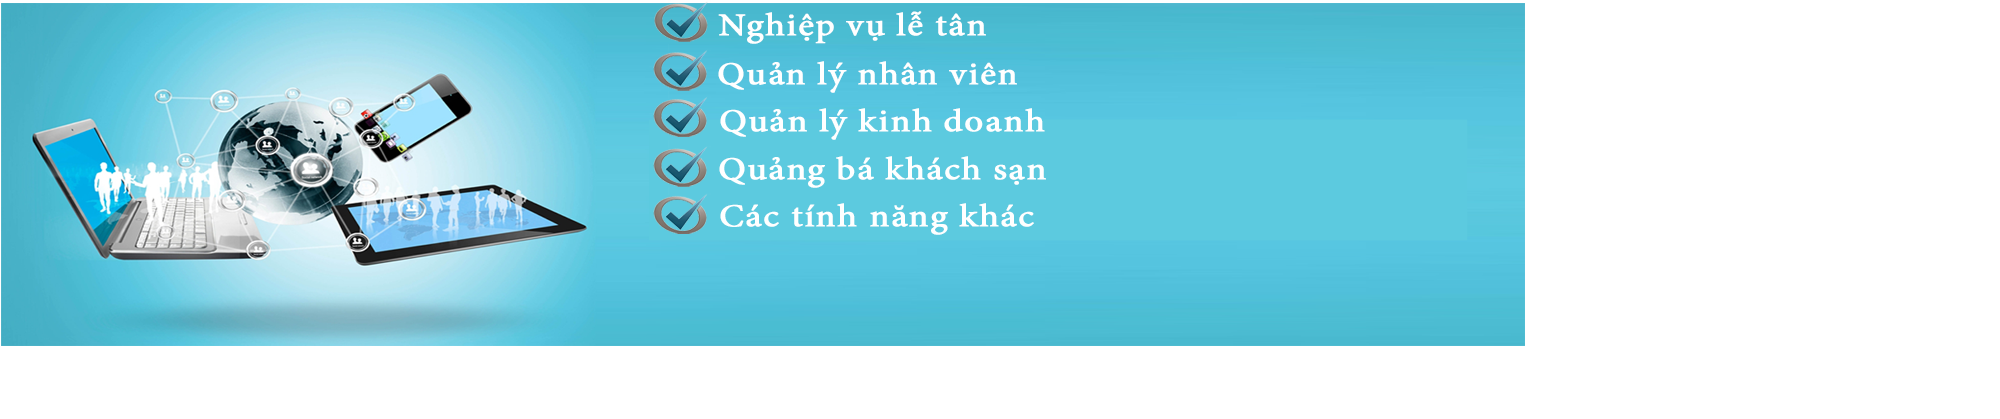 Nghiệp vụ lễ tân
Quản lý nhân viên
Quản lý kinh doanh
Quảng bá khách sạn
Các tính năng khác